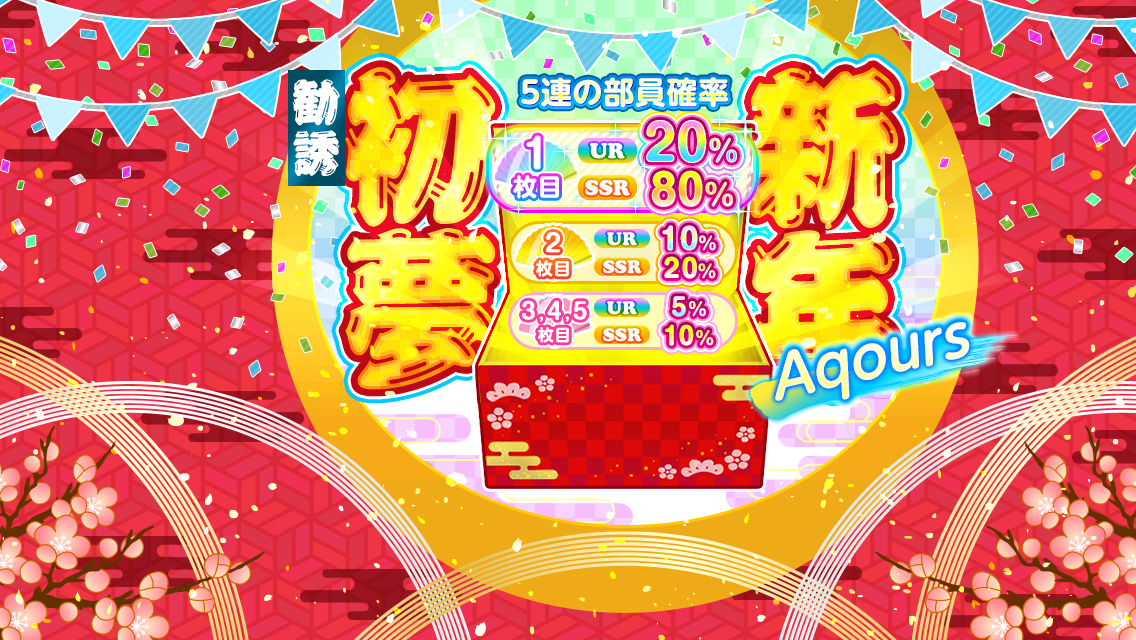 新年
初夢
勧誘
Aqours
5連の部員確率
1枚目
UR 20%
SSR 80%
2枚目
UR 10%
SSR 20%
3,4,5枚目
UR 5%
SSR 10%